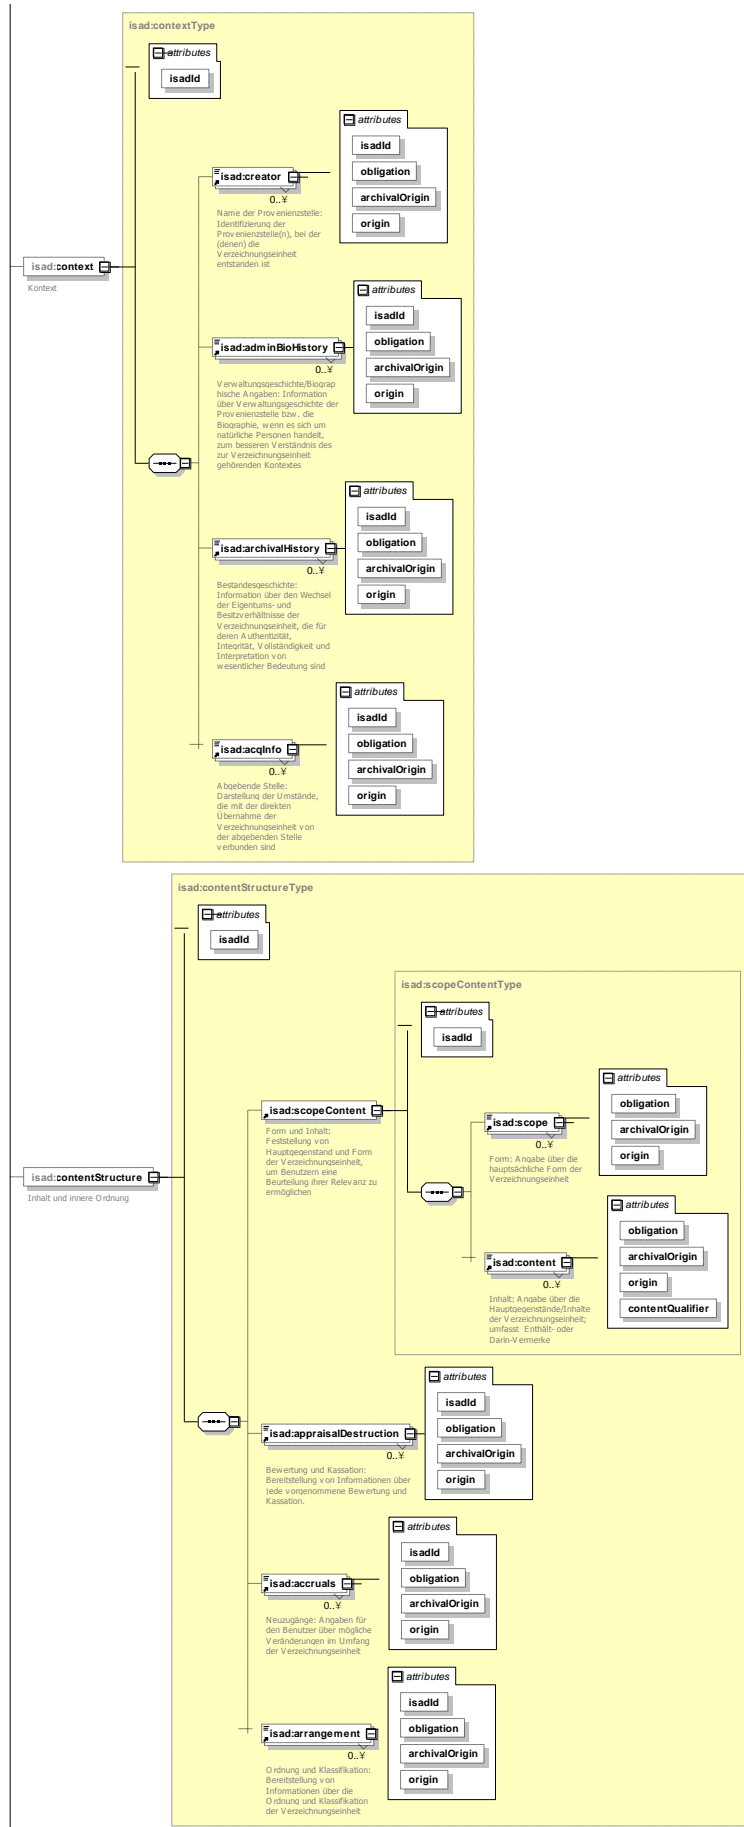 isad:contextType
attributes
isadId
attributes
isadId
obligation
archivalOrigin
origin
isad:creator
0..¥
Name der Provenienzstelle:
Identifizierung der
Provenienzstelle(n), bei der
(denen) die
Verzeichnungseinheit
entstanden ist
isad:context
Kontext
attributes
isadId
obligation
archivalOrigin
origin
isad:adminBioHistory
0..¥
Verwaltungsgeschichte/Biograp
hische Angaben: Information
über Verwaltungsgeschichte der
Provenienzstelle bzw. die
Biographie, wenn es sich um
natürliche Personen handelt,
zum besseren Verständnis des
zur Verzeichnungseinheit
gehörenden Kontextes
attributes
isadId
obligation
archivalOrigin
origin
isad:archivalHistory
0..¥
Bestandesgeschichte:
Information über den Wechsel
der Eigentums- und
Besitzverhältnisse der
Verzeichnungseinheit, die für
deren Authentizität,
Integrität, Vollständigkeit und
Interpretation von
wesentlicher Bedeutung sind
attributes
isadId
obligation
archivalOrigin
origin
isad:acqInfo
0..¥
Abgebende Stelle:
Darstellung der Umstände,
die mit der direkten
Übernahme der
Verzeichnungseinheit von
der abgebenden Stelle
verbunden sind
isad:contentStructureType
attributes
isadId
isad:scopeContentType
attributes
isadId
isad:scopeContent
Form und Inhalt:
Feststellung von
Hauptgegenstand und Form
der Verzeichnungseinheit,
um Benutzern eine
Beurteilung ihrer Relevanz zu
ermöglichen
attributes
obligation
archivalOrigin
origin
isad:scope
0..¥
Form: Angabe über die
hauptsächliche Form der
Verzeichnungseinheit
isad:contentStructure
Inhalt und innere Ordnung
attributes
obligation
archivalOrigin
origin
contentQualifier
isad:content
0..¥
Inhalt: Angabe über die
Hauptgegenstände/Inhalte
der Verzeichnungseinheit;
umfasst Enthält- oder
Darin-Vermerke
attributes
isadId
obligation
archivalOrigin
origin
isad:appraisalDestruction
0..¥
Bewertung und Kassation:
Bereitstellung von Informationen über
jede vorgenommene Bewertung und
Kassation.
attributes
isadId
obligation
archivalOrigin
origin
isad:accruals
0..¥
Neuzugänge: Angaben für
den Benutzer über mögliche
Veränderungen im Umfang
der Verzeichnungseinheit
attributes
isadId
obligation
archivalOrigin
origin
isad:arrangement
0..¥
Ordnung und Klassifikation:
Bereitstellung von
Informationen über die
Ordnung und Klassifikation
der Verzeichnungseinheit